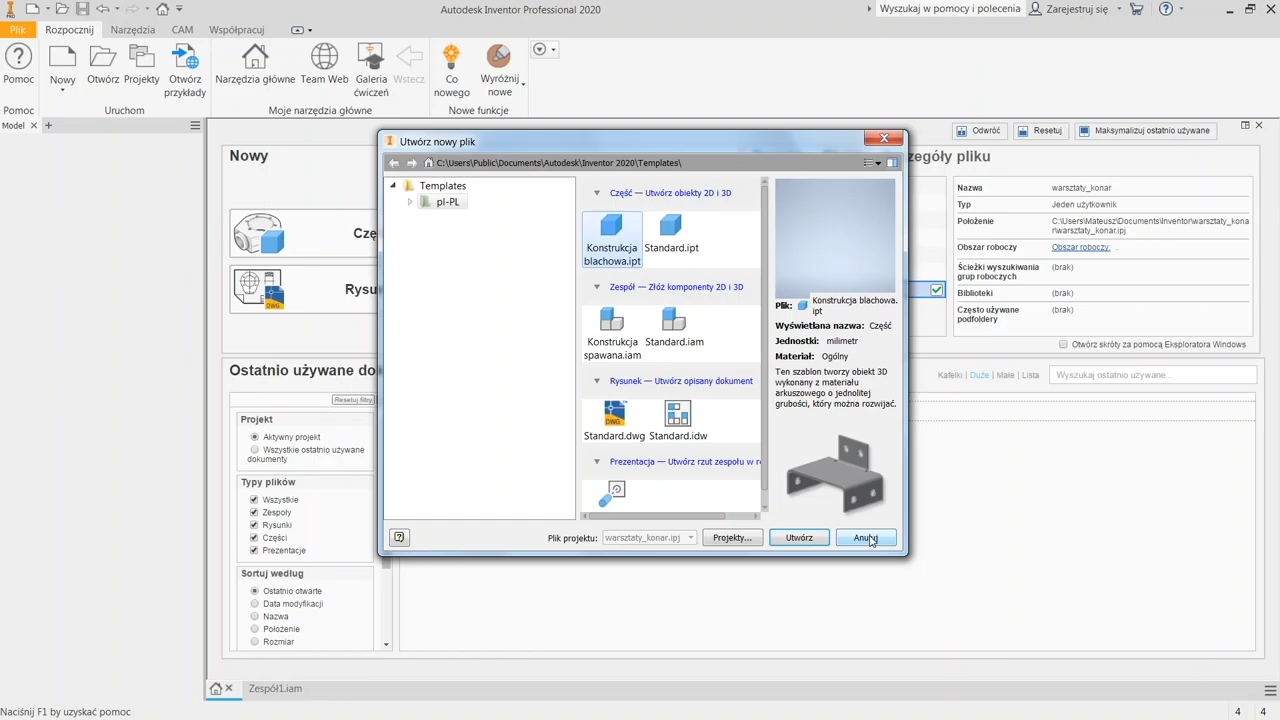 Autodesk Inventor Professional 2020
Wyszukaj w pomocy i polecenia
Zarejestruj się
PRO
Plik
Rozpocznij
Narzędzia
CAM
Współpracuj
Pomoc
Nowy
Otwórz
Projekty
Otwórz
przykłady
Narzędzia główne
Team Web
Galeria
ćwiczeń
Wstecz
Co
nowego
Wyróżnij
nowe
Pomoc
Uruchom
Moje narzędzia główne
Nowe funkcje
Model
Nowy
Odwróć
Resetuj
Maksymalizuj ostatnio używane
egóły pliku
Utwórz nowy plik
C:\Users\Public\Documents\Autodesk\Inventor 2020\Templates\
Templates
pl-PL
Część — Utwórz obiekty 2D i 3D
Konstrukcja
blachowa.ipt
Standard.ipt
Zespół — Złóż komponenty 2D i 3D
Konstrukcja
spawana.iam
Standard.iam
Rysunek — Utwórz opisany dokument
DWG
Standard.dwg
Standard.idw
Prezentacja — Utwórz rzut zespołu w r
Plik:
Konstrukcja blachowa.
ipt
Wyświetlana nazwa:
Część
Jednostki:
milimetr
Materiał:
Ogólny
Ten szablon tworzy obiekt 3D
wykonany z materiału
arkuszowego o jednolitej
grubości, który można rozwijać.
Plik projektu:
warsztaty_konar.ipj
Projekty...
Utwórz
Anuluj
Czę
Rysu
DWG
Nazwa
warsztaty_konar
Typ
Jeden użytkownik
Położenie
C:\Users\Mateusz\Documents\Inventor\warsztaty_kona
r\warsztaty_konar.ipj
Obszar roboczy
Obszar roboczy:
.
Ścieżki wyszukiwania
grup roboczych
(brak)
Biblioteki
(brak)
Często używane
podfoldery
(brak)
Otwórz skróty za pomocą Eksploratora Windows
Ostatnio używane do
Resetuj filtry
Kafelki | Duże | Małe | Lista
Wyszukaj ostatnio używane...
Projekt
Aktywny projekt
Wszystkie ostatnio używane
dokumenty
Typy plików
Wszystkie
Zespoły
Rysunki
Części
Prezentacje
Sortuj według
Ostatnio otwarte
Data modyfikacji
Nazwa
Położenie
Rozmiar
Zespół1.iam
Naciśnij F1 by uzyskać pomoc
4
4